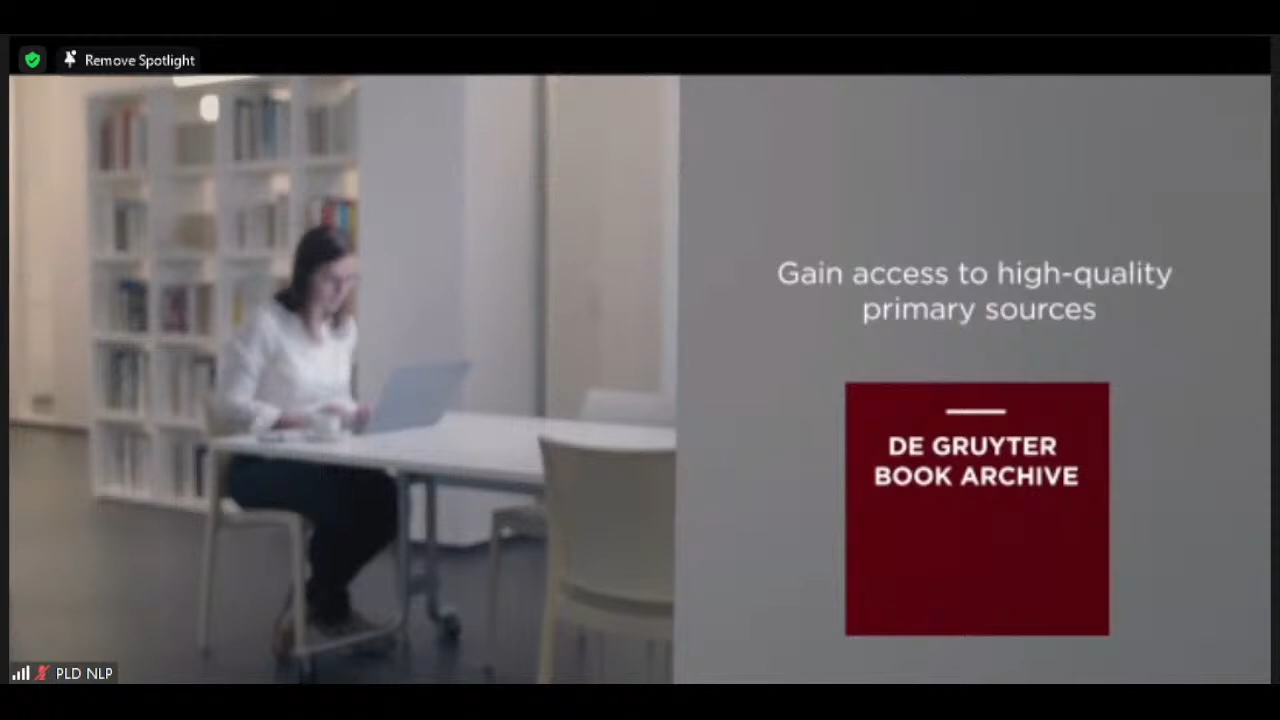 Remove Spotlight
Gain access to high-quality
primary sources
DE GRUYTER
BOOK ARCHIVE
PLD NLP